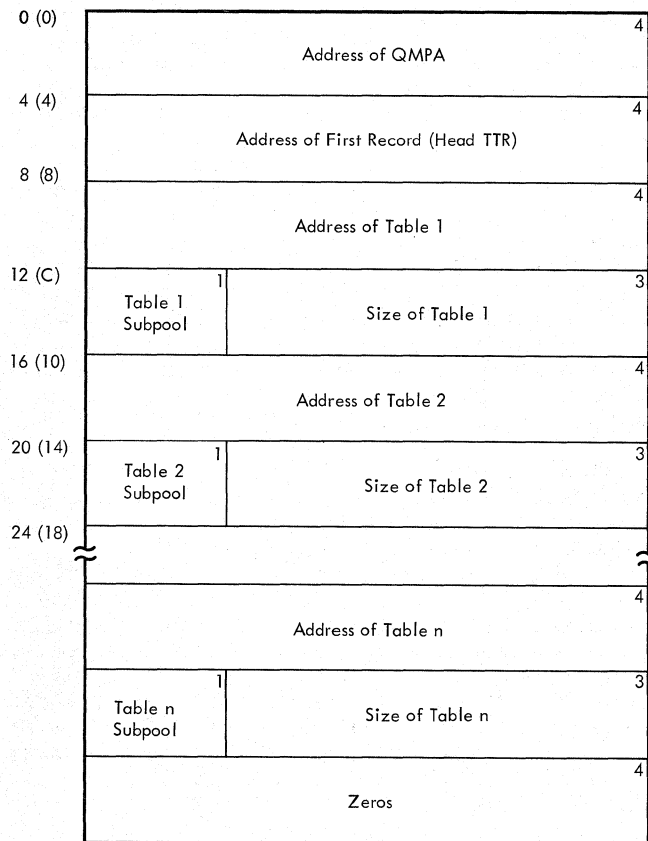 0 (0)
4
Address of QMPA
4 (4)
4
Address of First Record (Head TTR)
8 (8)
4
Address of Table 1
12 (C)
1
3
Table 1
Subpool
Size of Table 1
16 (10)
4
Address of Table 2
20 (14)
1
3
Table 2
Subpool
Size of Table 2
24 (18)
4
Address of Table n
1
3
Table n
Subpool
Size of Table n
4
Zeros